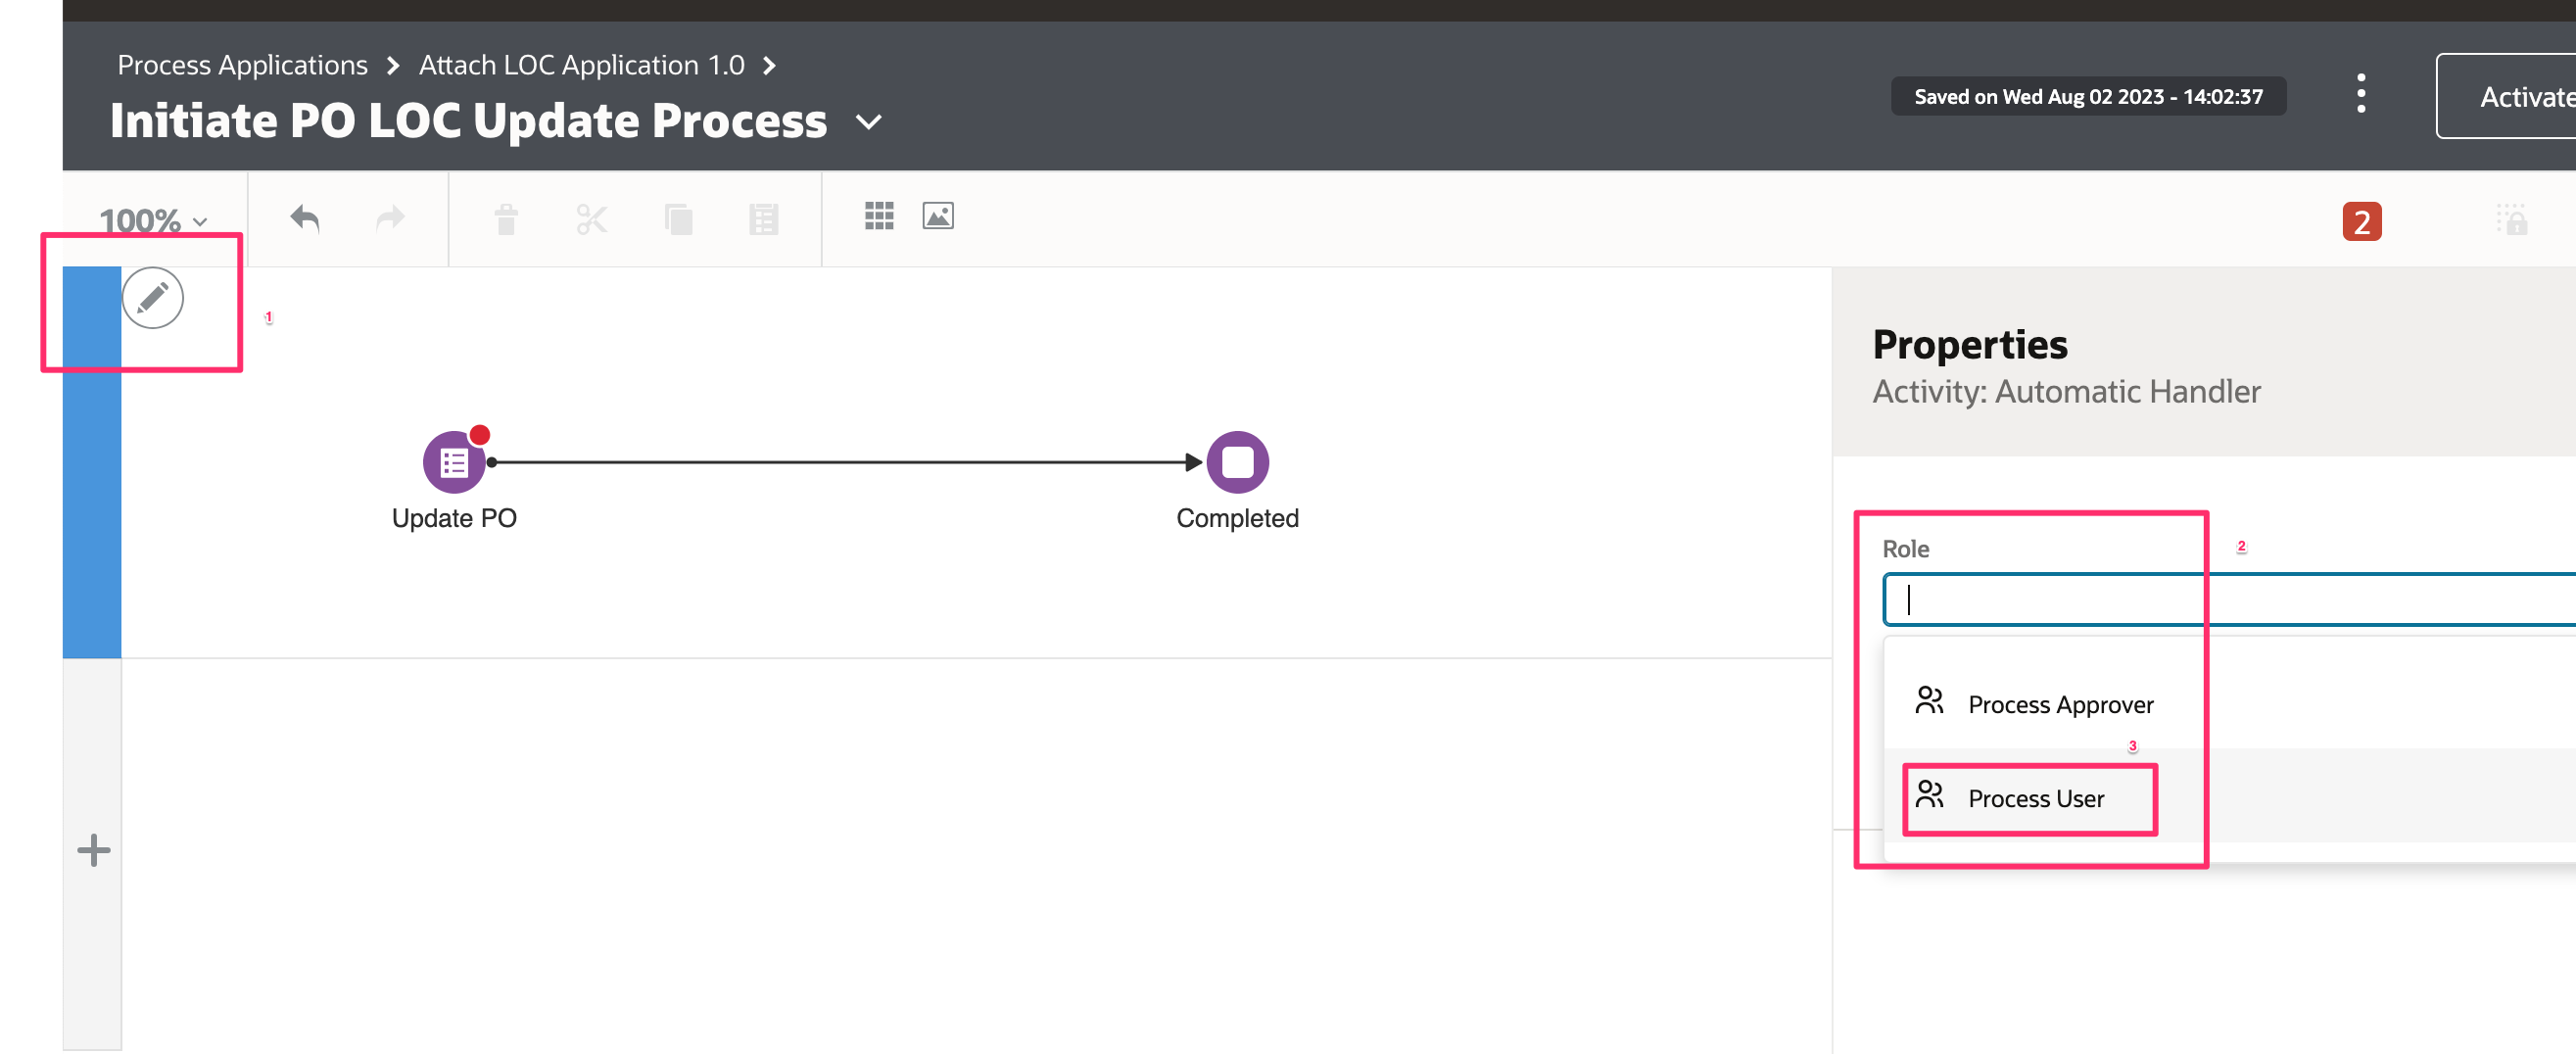 Process Applications > Attach LOC Application 1.0 >
Initiate PO LOC Update Process
Saved on Wed Aug 02 2023 - 14:02:37
Activate
100%
2
1
Properties
Activity: Automatic Handler
Update PO
Completed
Role
2
Process Approver
3
Process User